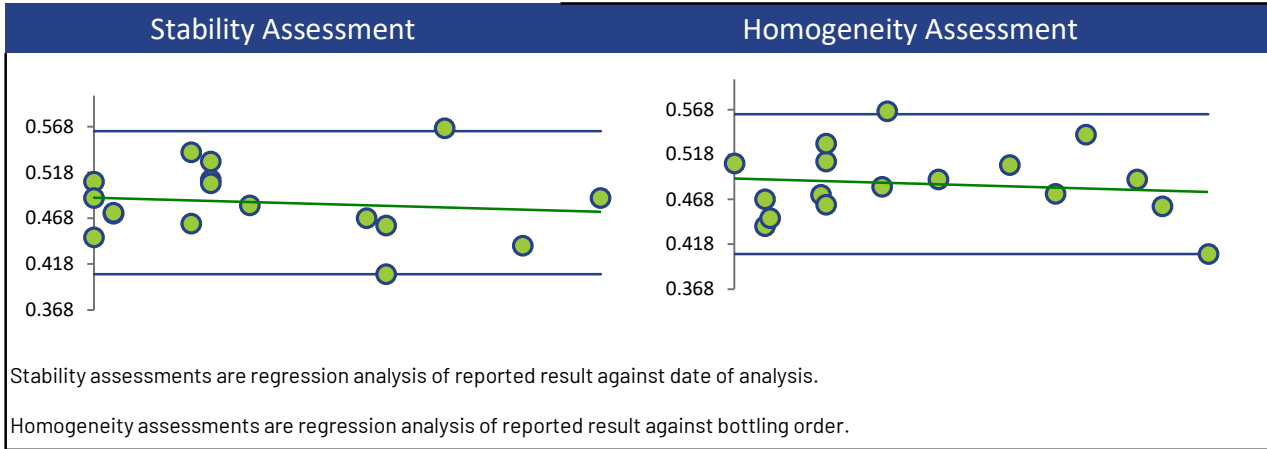 Stability Assessment
Homogeneity Assessment
0.568
0.518
0.468
0.418
0.368
0.568
0.518
0.468
0.418
0.368
Stability assessments are regression analysis of reported result against date of analysis.
Homogeneity assessments are regression analysis of reported result against bottling order.